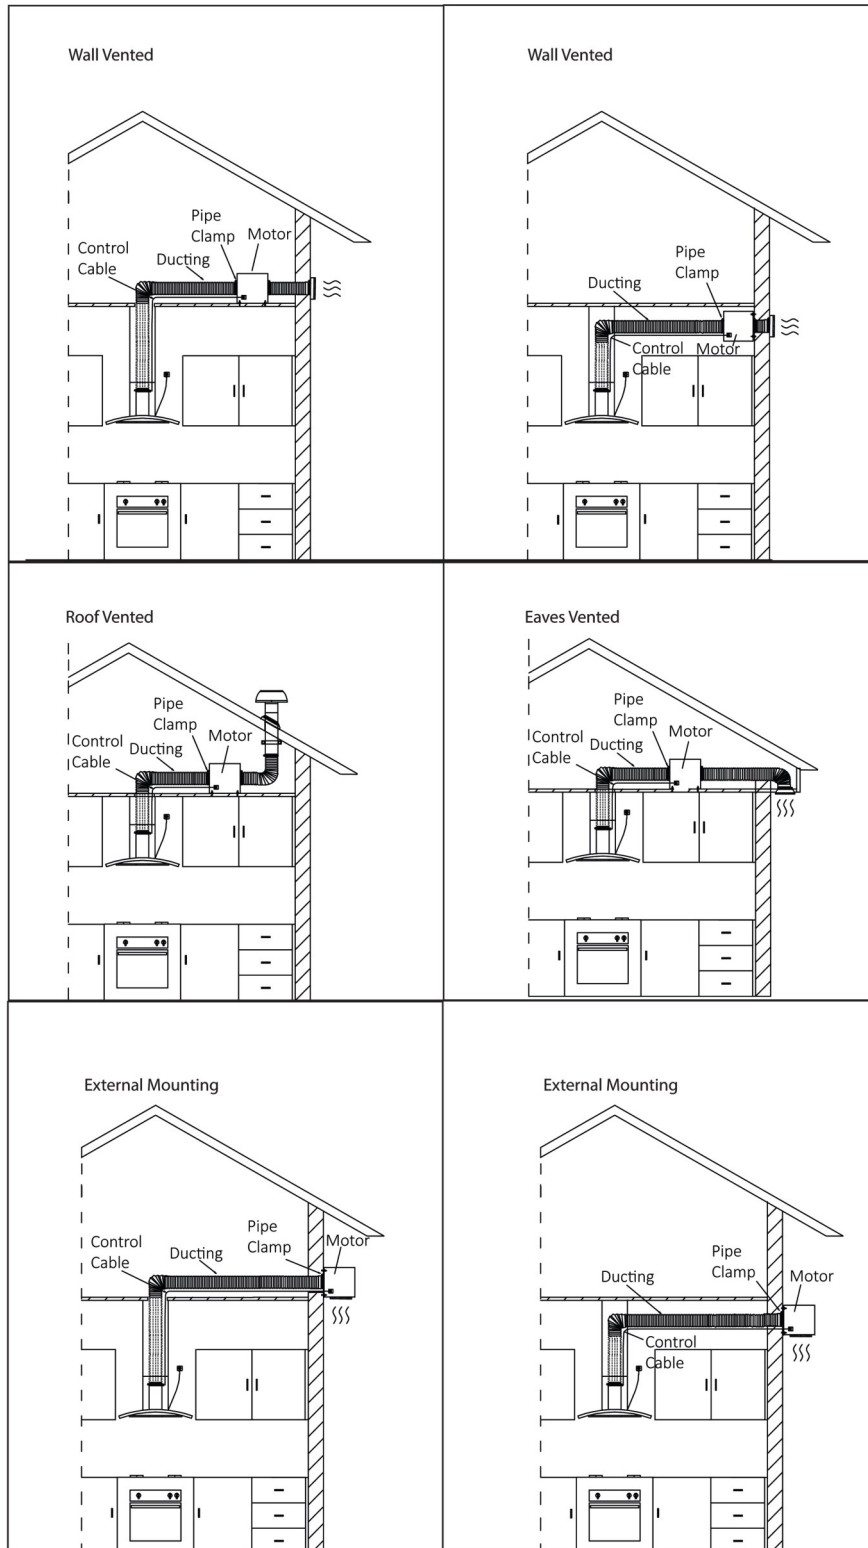 Wall Vented
Pipe
Clamp
Motor
Control
Cable
Ducting
Wall Vented
Pipe
Clamp
Ducting
Control
Cable
Motor
Roof Vented
Pipe
Clamp
Motor
Control
Cable
Ducting
Eaves Vented
Pipe
Clamp
Motor
Control
Cable
Ducting
External Mounting
Pipe
Clamp
Motor
Control
Cable
Ducting
External Mounting
Pipe
Clamp
Motor
Ducting
Control
Cable